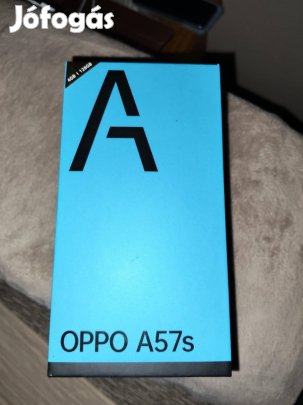 Jófogás
4GB | 128GB
A
OPPO A57s